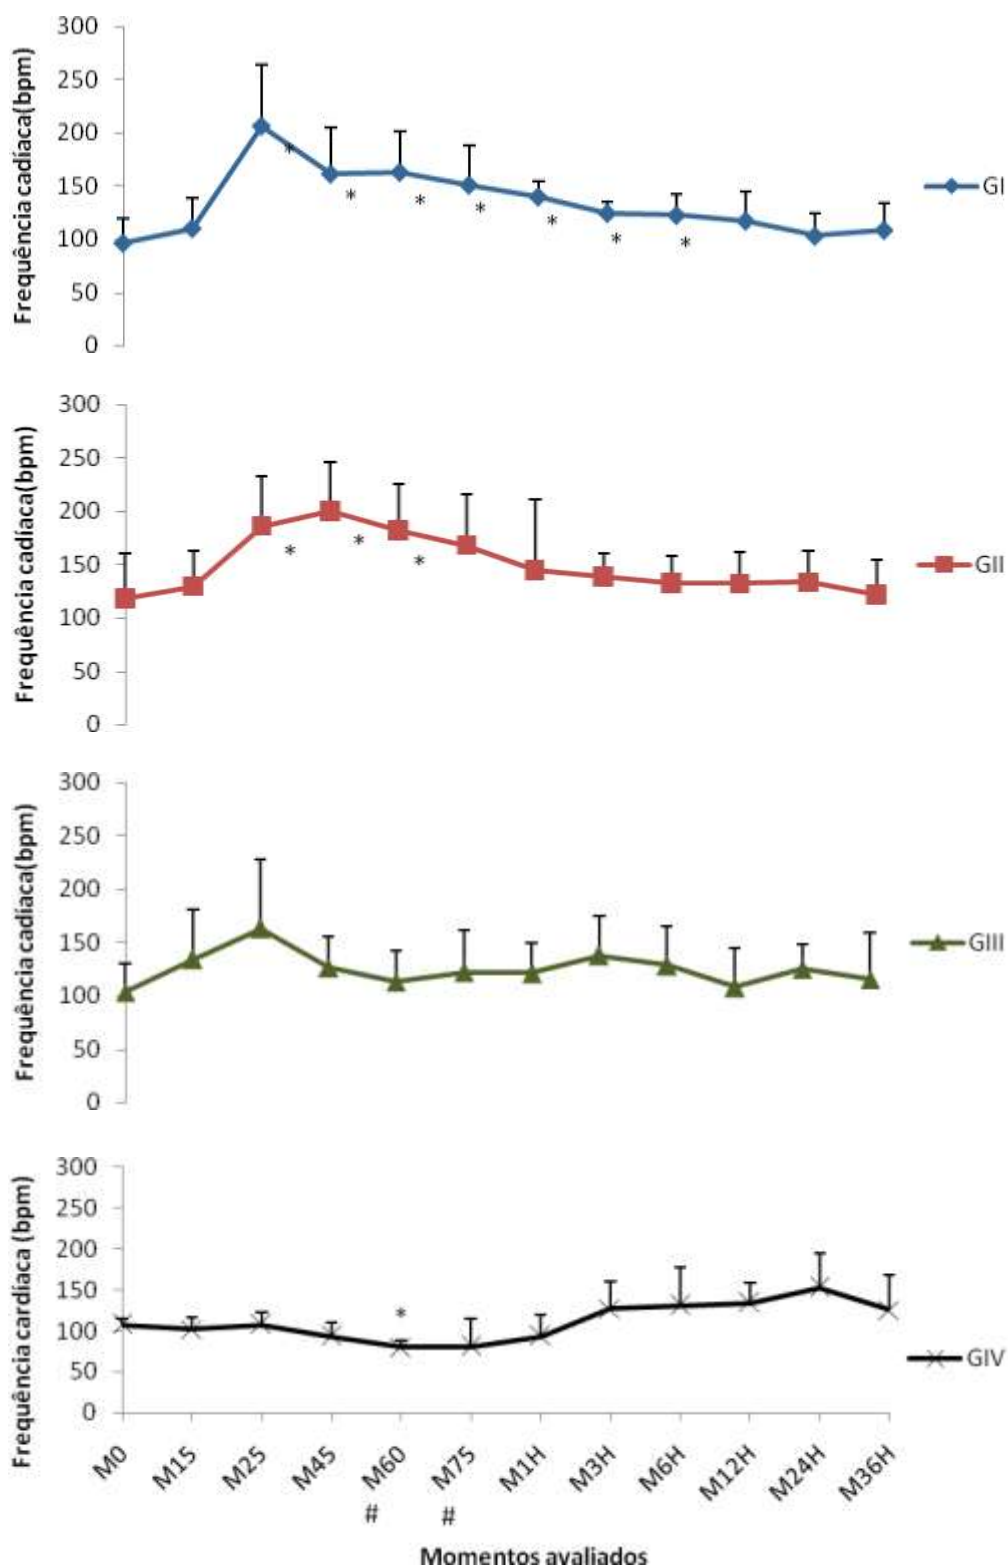 300
250
200
150
100
50
0
Frequência cadíaca(bpm)
* * * * * * *
GI
300
250
200
150
100
50
0
Frequência cadíaca(bpm)
* * *
GII
300
250
200
150
100
50
0
Frequência cadíaca(bpm)
GIII
300
250
200
150
100
50
0
Frequência cardíaca (bpm)
*
GIV
M0 M15 M25 M45 M60 M75 M1H M3H M6H M12H M24H M36H
# #
Momentos avaliados